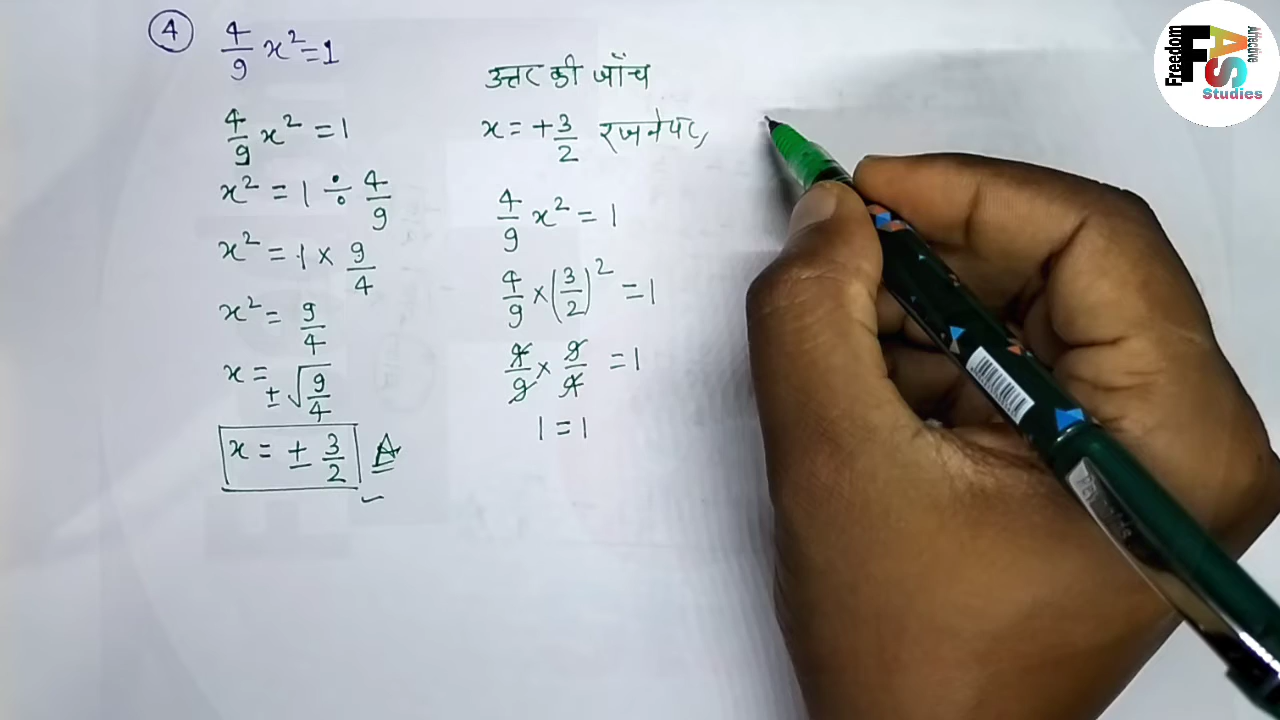 ④ 4/9 x² = 1
4/9 x² = 1
x² = 1 ÷ 4/9
x² = 1 × 9/4
x² = 9/4
x = ± √9/4
x = ± 3/2 A
उत्तर की जाँच
x = + 3/2 रखनेपर,
4/9 x² = 1
4/9 × (3/2)² = 1
4/9 × 9/4 = 1
1 = 1
Freedom
FAS
Affective
Studies